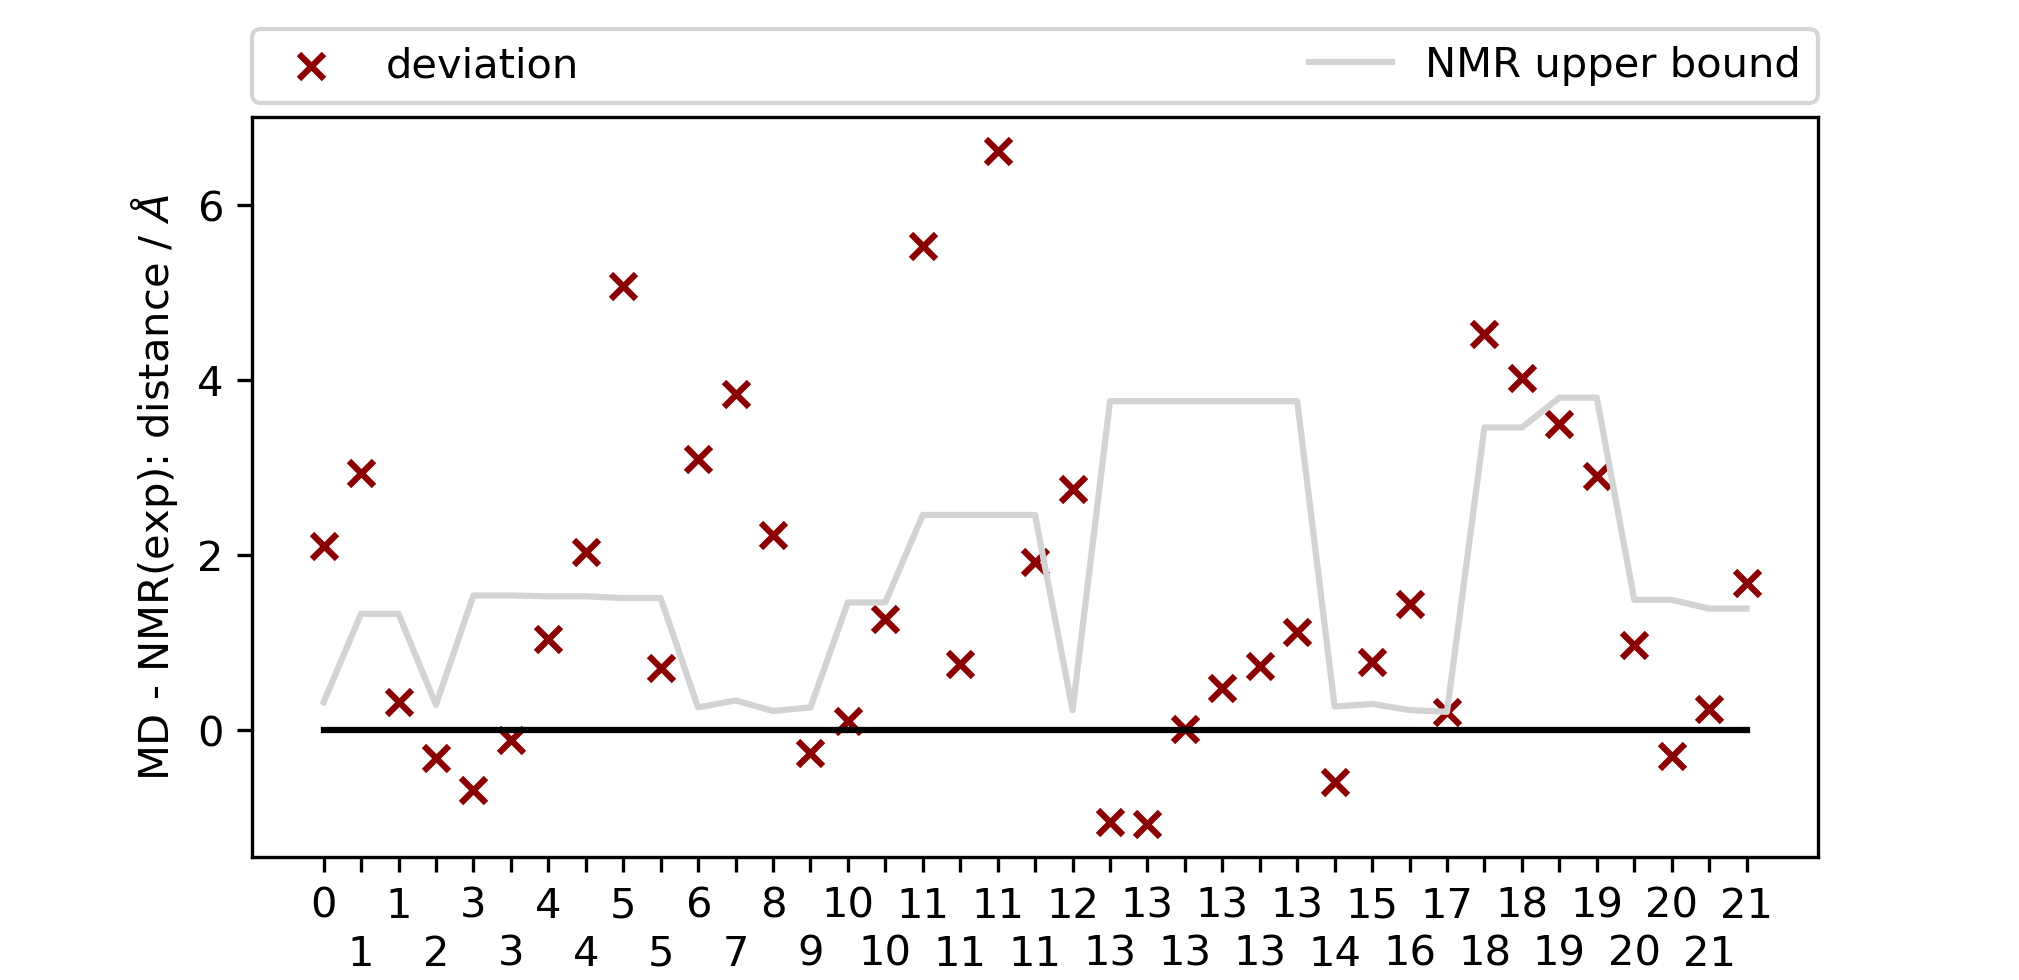 deviation NMR upper bound
MD - NMR(exp): distance / Å
6
4
2
0
0 1 3 4 5 6 8 10 11 11 12 13 13 13 15 17 18 19 20 21
1 2 3 4 5 7 9 10 11 11 13 13 13 14 16 18 19 20 21